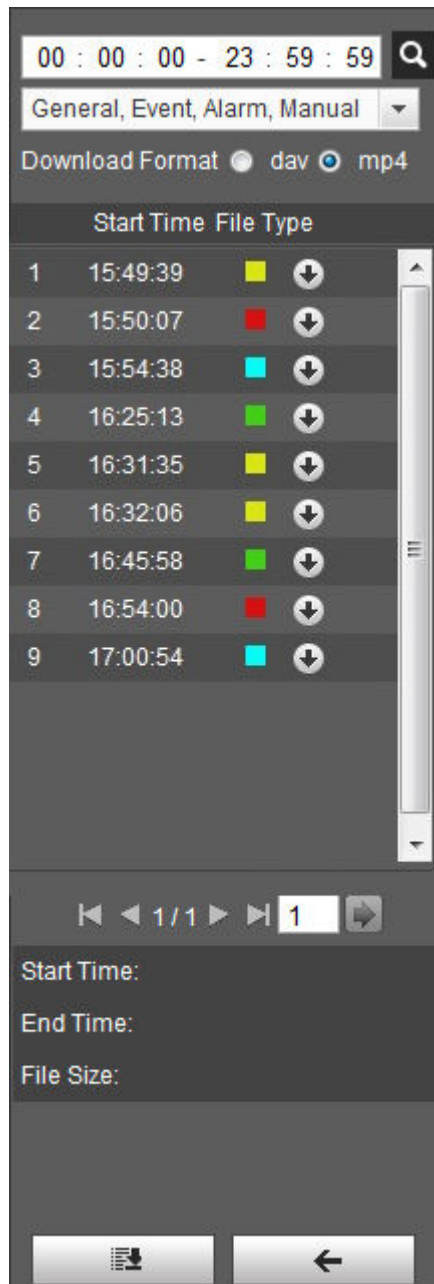 00 : 00 : 00 - 23 : 59 : 59
General, Event, Alarm, Manual
Download Format dav mp4
Start Time File Type
1 15:49:39
2 15:50:07
3 15:54:38
4 16:25:13
5 16:31:35
6 16:32:06
7 16:45:58
8 16:54:00
9 17:00:54
1 / 1 1
Start Time:
End Time:
File Size: